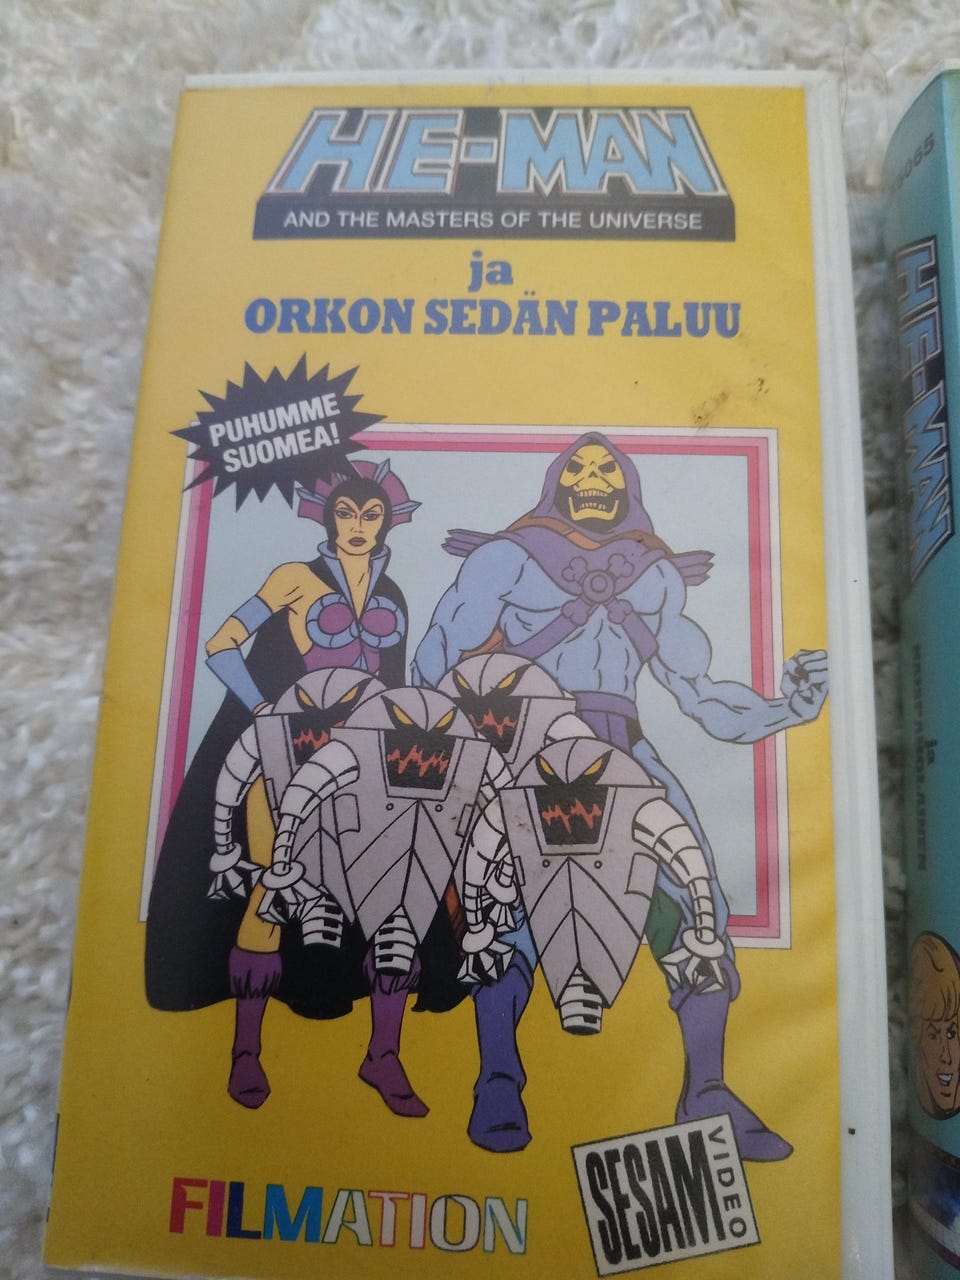 HE-MAN
AND THE MASTERS OF THE UNIVERSE
ja
ORKON SEDÄN PALUU
PUHUMME
SUOMEA!
FILMATION
SESAM
VIDEO
HE-MAN
ja